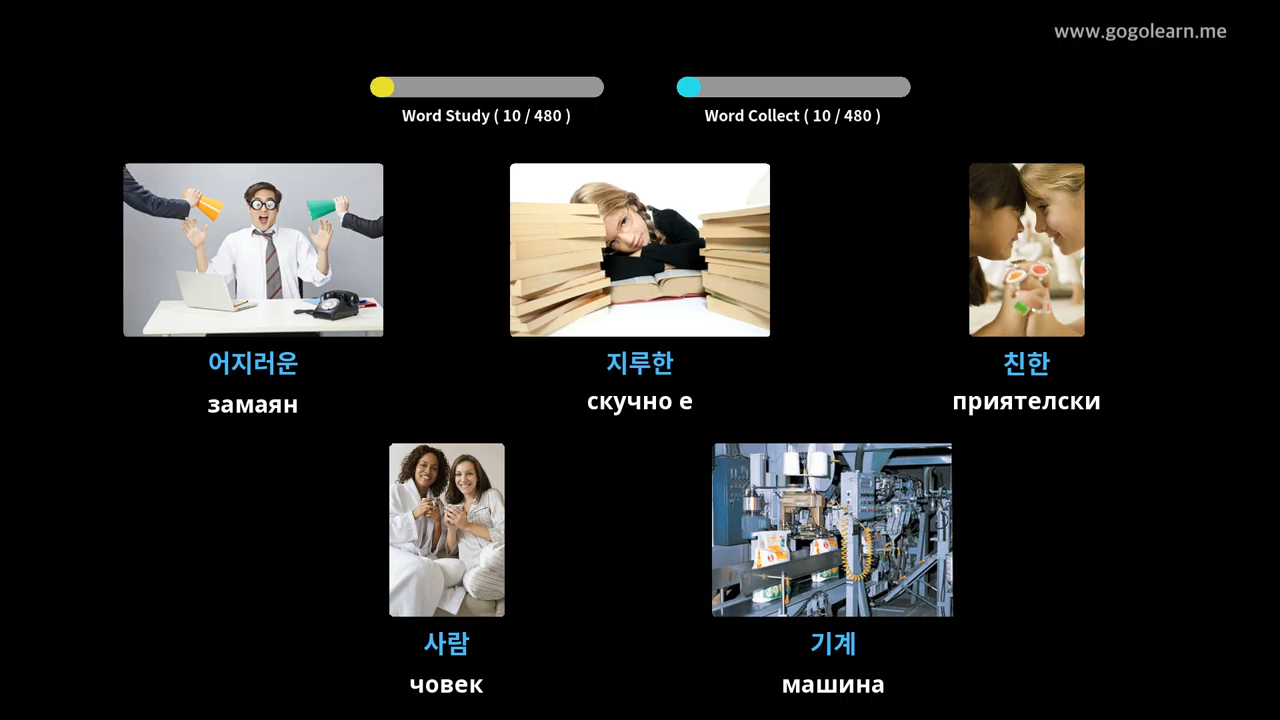 www.gogolearn.me
Word Study ( 10 / 480 )
Word Collect ( 10 / 480 )
어지러운
замаян
지루한
скучно е
친한
приятелски
사람
човек
기계
машина